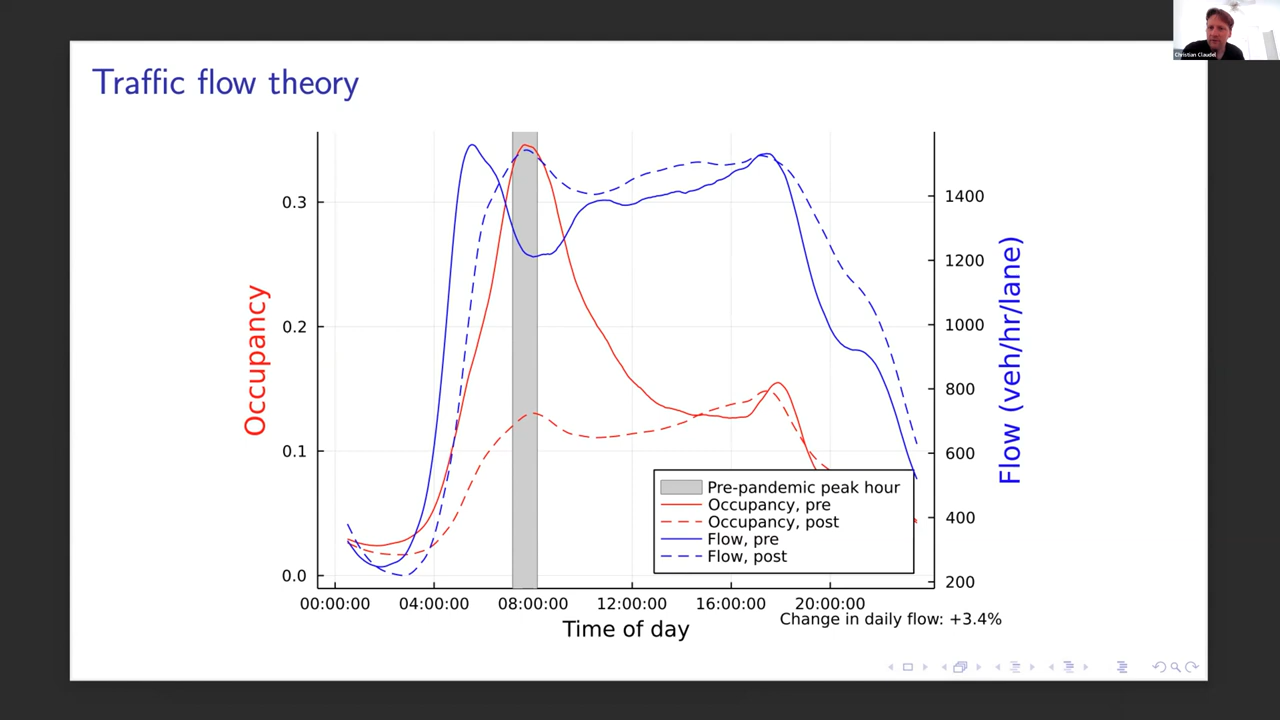 Christian Claudel
Traffic flow theory
0.3
0.2
0.1
0.0
Occupancy
1400
1200
1000
800
600
400
200
Flow (veh/hr/lane)
Pre-pandemic peak hour
Occupancy, pre
Occupancy, post
Flow, pre
Flow, post
00:00:00 04:00:00 08:00:00 12:00:00 16:00:00 20:00:00
Time of day
Change in daily flow: +3.4%